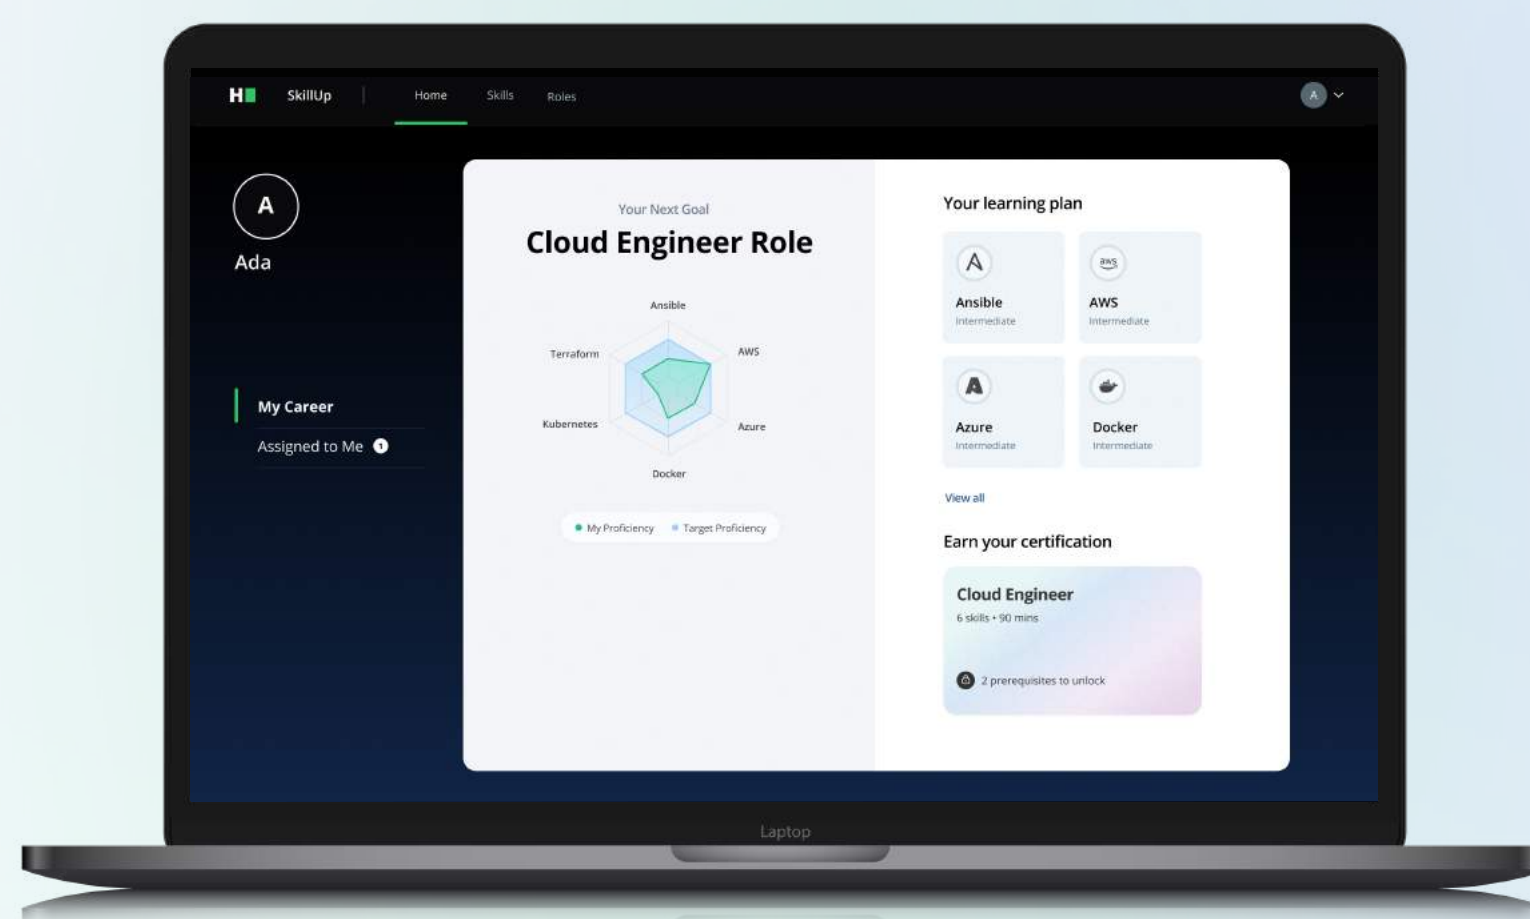 H
SkillUp
Home
Skills
Roles
A
A
Ada
My Career
Assigned to Me 1
Your Next Goal
Cloud Engineer Role
Ansible
Terraform
AWS
Kubernetes
Azure
Docker
My Proficiency
Target Proficiency
Your learning plan
Ansible
Intermediate
aws
AWS
Intermediate
Azure
Intermediate
Docker
Intermediate
View all
Earn your certification
Cloud Engineer
6 skills • 90 mins
2 prerequisites to unlock
Laptop